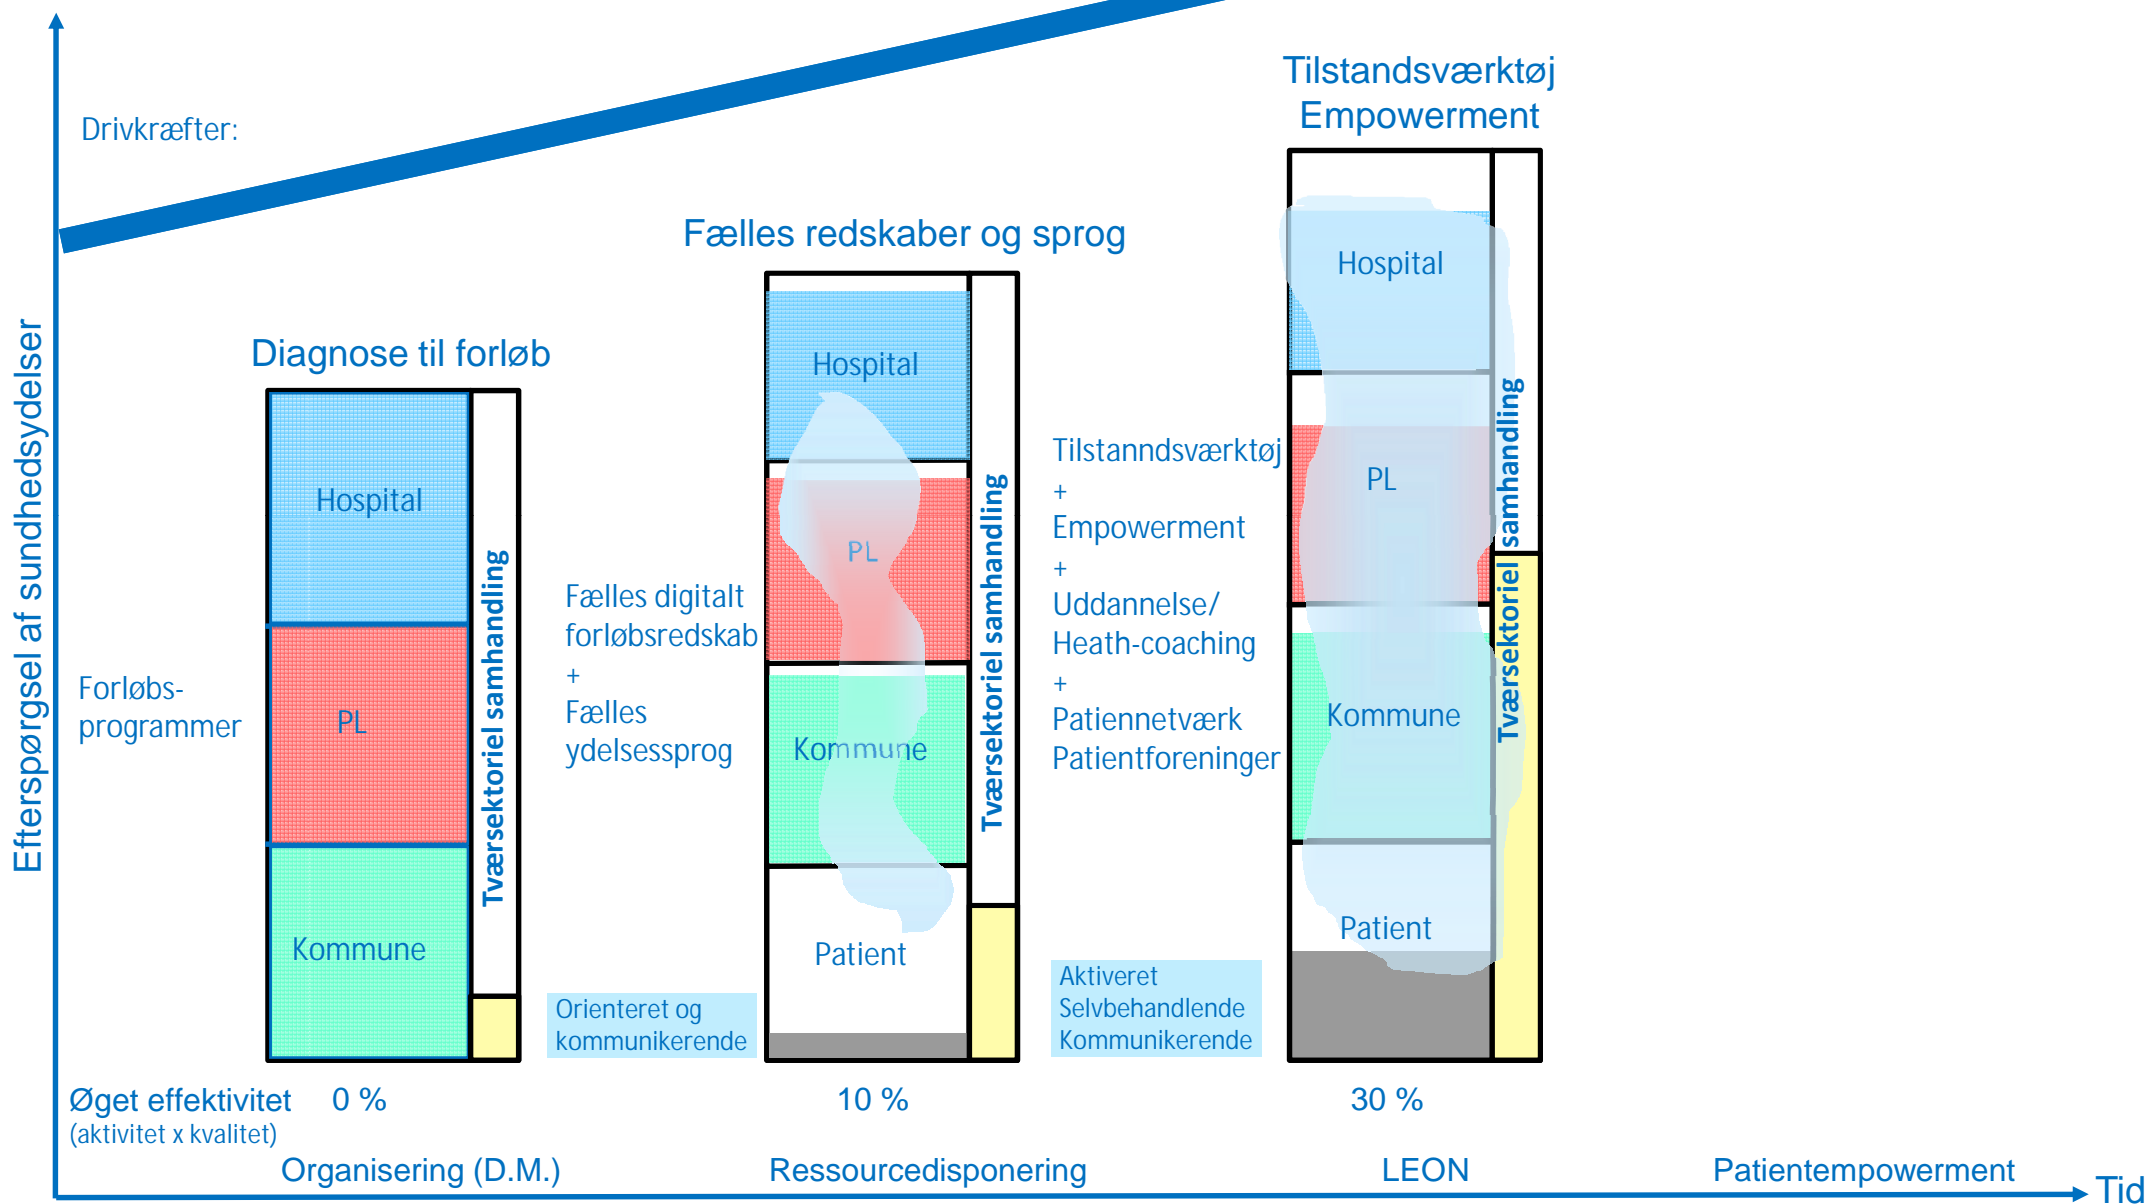 Efterspørgsel af sundhedsydelser
Drivkræfter:
Forløbs-
programmer
Diagnose til forløb
Hospital
PL
Kommune
Tværsektoriel samhandling
Fælles digitalt
forløbsredskab
+
Fælles
ydelsessprog
Orienteret og
kommunikerende
Fælles redskaber og sprog
Hospital
PL
Kommune
Patient
Tværsektoriel samhandling
Tilstanndsværktøj
+
Empowerment
+
Uddannelse/
Heath-coaching
+
Patiennetværk
Patientforeninger
Aktiveret
Selvbehandlende
Kommunikerende
Tilstandsværktøj
Empowerment
Hospital
PL
Kommune
Patient
Tværsektoriel samhandling
Øget effektivitet 0 % 10 % 30 %
(aktivitet x kvalitet)
Organisering (D.M.) Ressourcedisponering LEON Patientempowerment
Tid